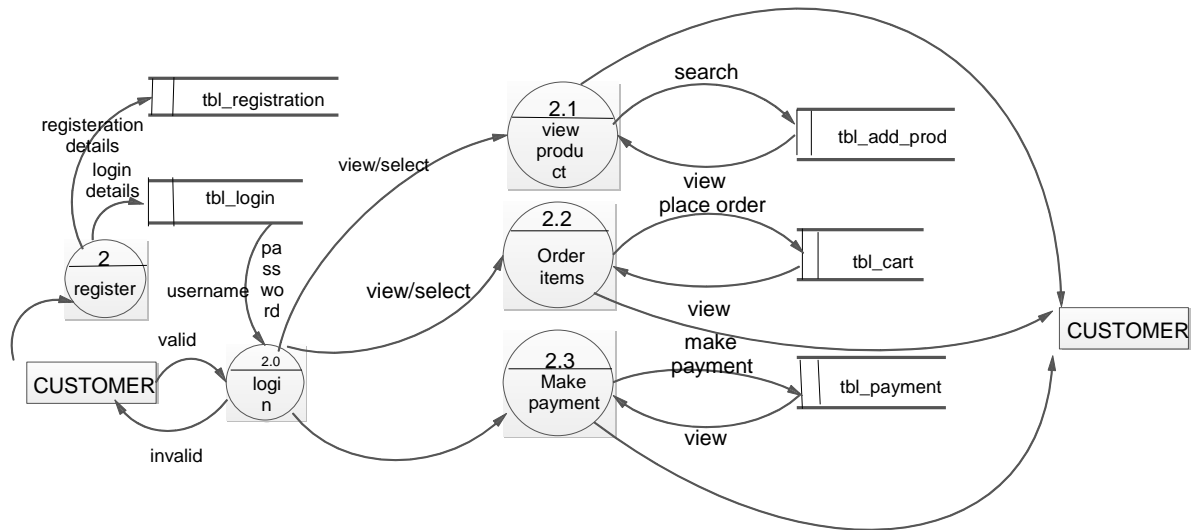 tbl_registration
registeration
details
login
details
tbl_login
2
register
pa
ss
wo
rd
username
valid
CUSTOMER
invalid
2.0
logi
n
view/select
view/select
2.1
view
produ
ct
search
tbl_add_prod
view
place order
2.2
Order
items
tbl_cart
view
make
payment
2.3
Make
payment
tbl_payment
view
CUSTOMER